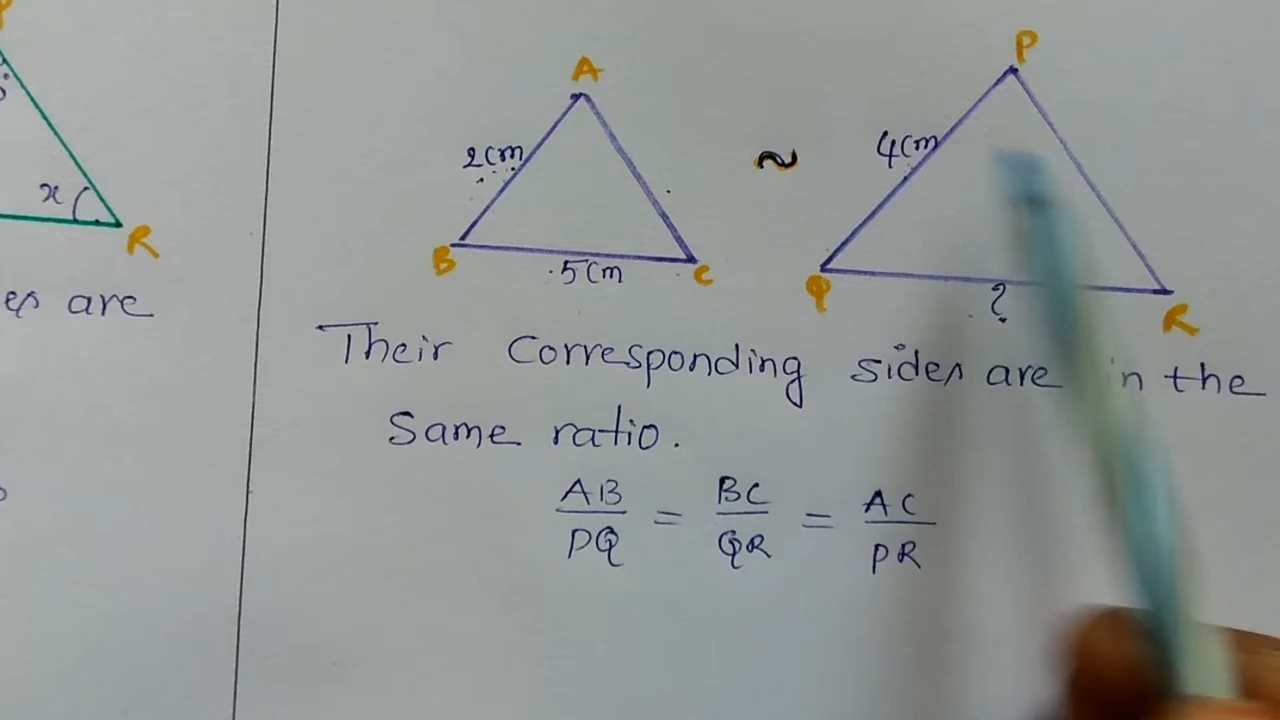 A
P
2cm
~
4cm
x
R
B
5cm
C
Q
?
R
es are
Their corresponding sides are in the
same ratio.
AB/PQ = BC/QR = AC/PR